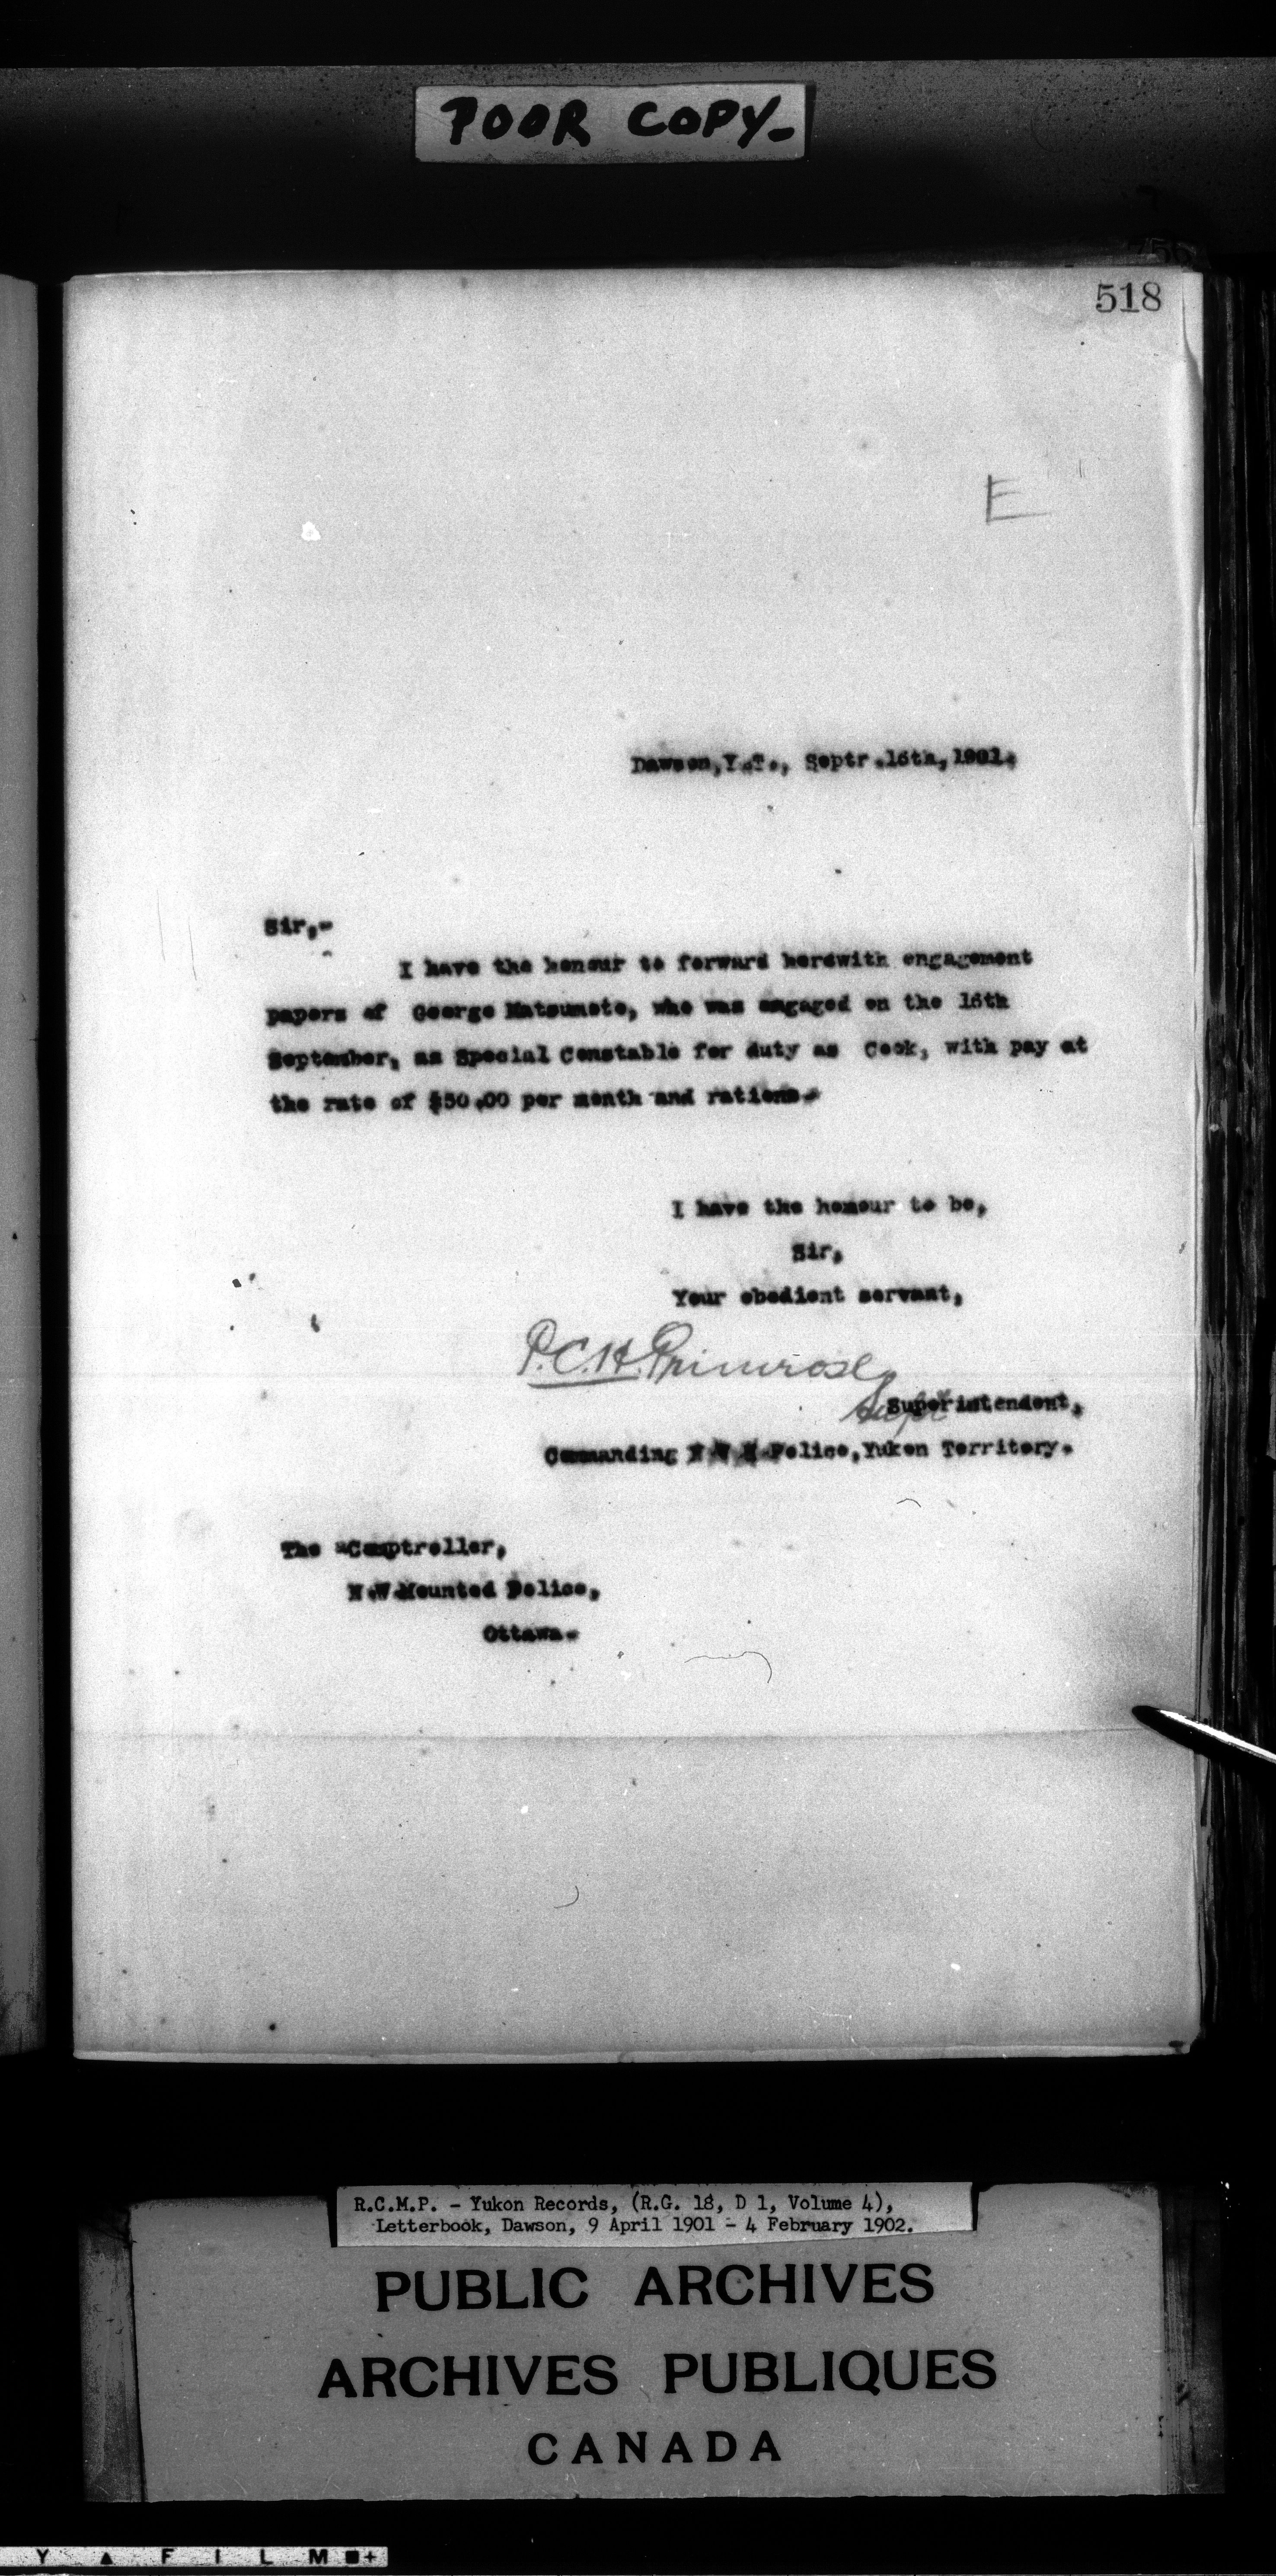 POOR COPY-
756
518
E
Dawson,Y.T., Septr.16th,1901.
Sir,-
I have the honour to forward herewith engagement
papers of George Matsumoto, who was engaged on the 16th
September, as Special Constable for duty as Cook, with pay at
the rate of $50.00 per month and rations.
I have the honour to be,
Sir,
Your obedient servant,
P.C.H.Primrose
Supt
Superintendent,
Commanding N W M Police,Yukon Territory.
The Comptroller,
N.W.Mounted Police,
Ottawa.
R.C.M.P. - Yukon Records, (R.G. 18, D 1, Volume 4),
Letterbook, Dawson, 9 April 1901 - 4 February 1902.
PUBLIC ARCHIVES
ARCHIVES PUBLIQUES
CANADA
Y ▲ F I L M ■+